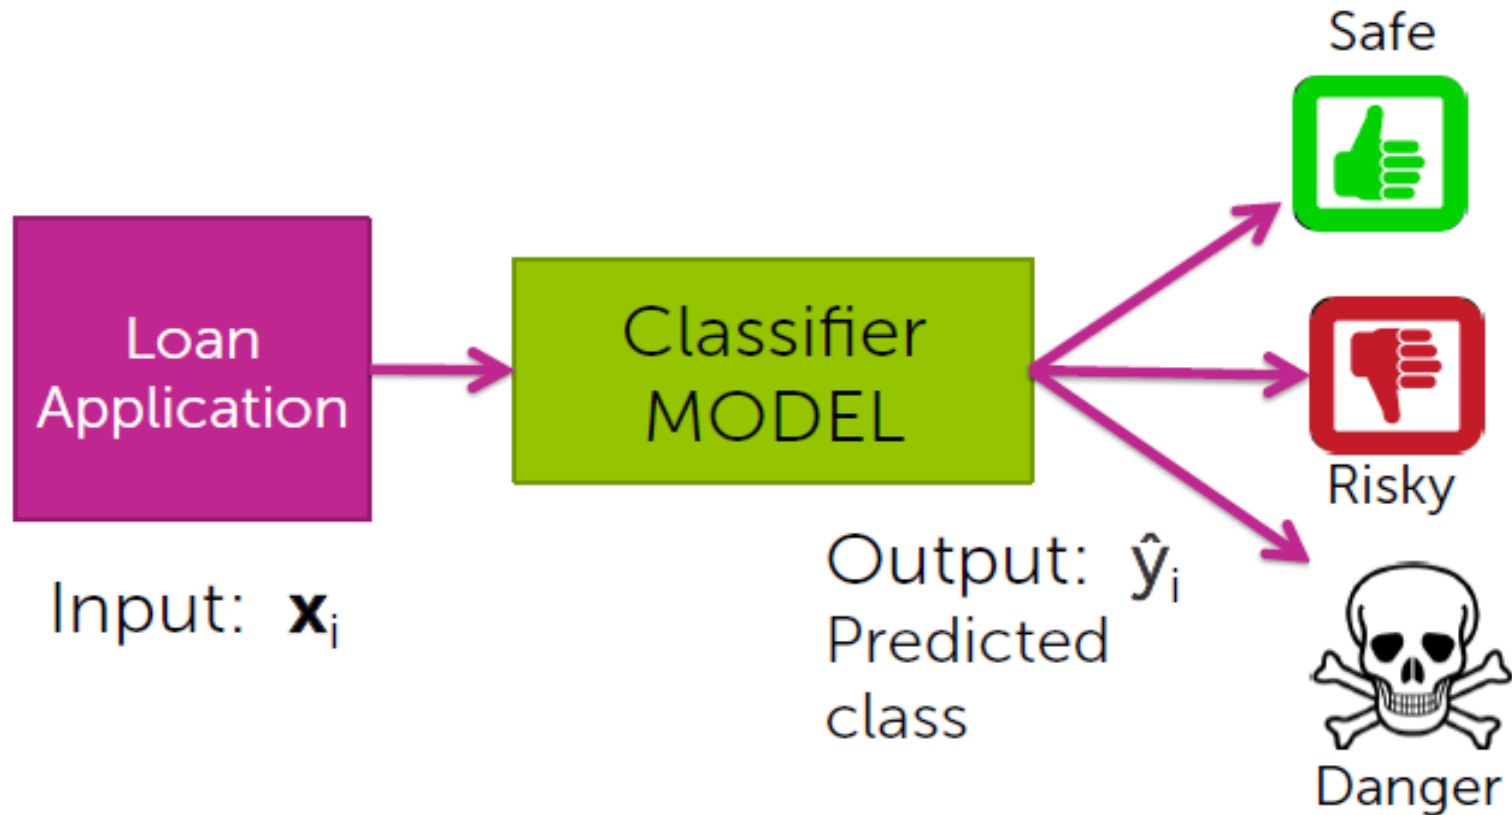 Safe
Loan
Application
Classifier
MODEL
Risky
Input: xᵢ
Output: ŷᵢ
Predicted
class
Danger